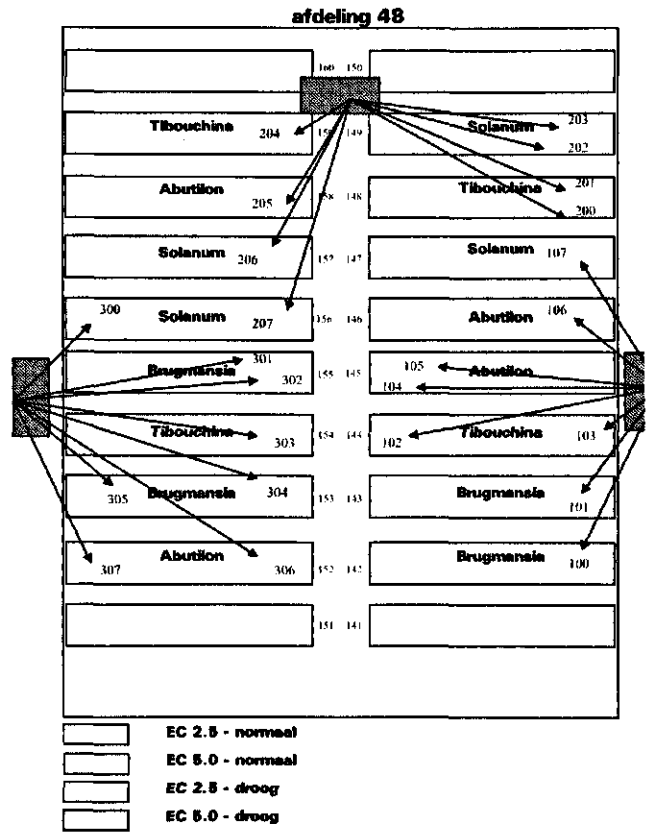 afdeling 48
160 150
Tibouchina 204 149 Solanum 203
202
Abutilon 205 148 Tibouchina 201
200
Solanum 206 157 147 Solanum 107
300 Solanum 207 156 146 Abutilon 106
Brugmansia 301 302 155 145 105 104 Abutilon
Tibouchina 303 154 144 102 Tibouchina 103
305 Brugmansia 304 153 143 Brugmansia 101
307 Abutilon 306 152 142 Brugmansia 100
151 141
EC 2.5 - normaal
EC 5.0 - normaal
EC 2.5 - droog
EC 5.0 - droog